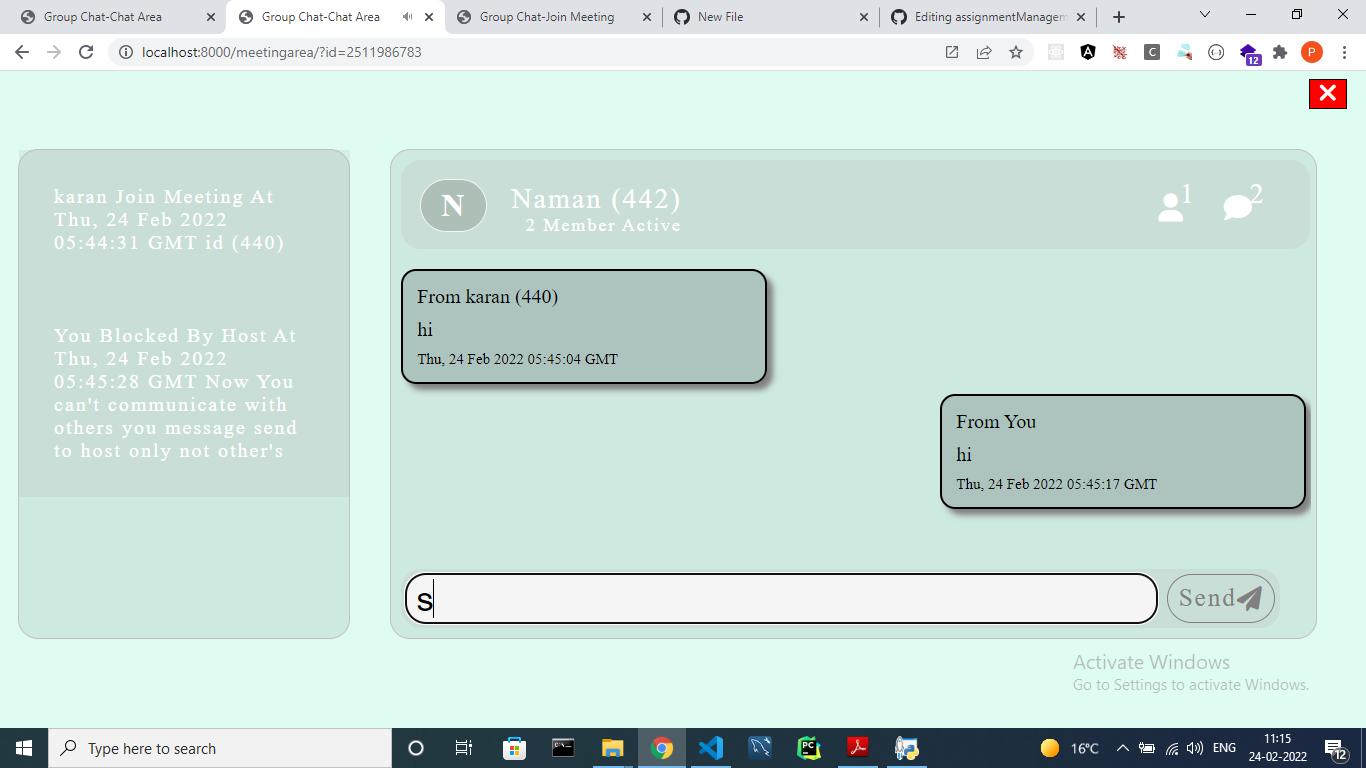 Group Chat-Chat Area
Group Chat-Chat Area
Group Chat-Join Meeting
New File
Editing assignmentManagem
localhost:8000/meetingarea/?id=2511986783
A
C
12
P
karan Join Meeting At
Thu, 24 Feb 2022
05:44:31 GMT id (440)
You Blocked By Host At
Thu, 24 Feb 2022
05:45:28 GMT Now You
can't communicate with
others you message send
to host only not other's
N
Naman (442)
2 Member Active
1
2
From karan (440)
hi
Thu, 24 Feb 2022 05:45:04 GMT
From You
hi
Thu, 24 Feb 2022 05:45:17 GMT
s
Send
Activate Windows
Go to Settings to activate Windows.
Type here to search
PC
16°C
ENG
11:15
24-02-2022
12